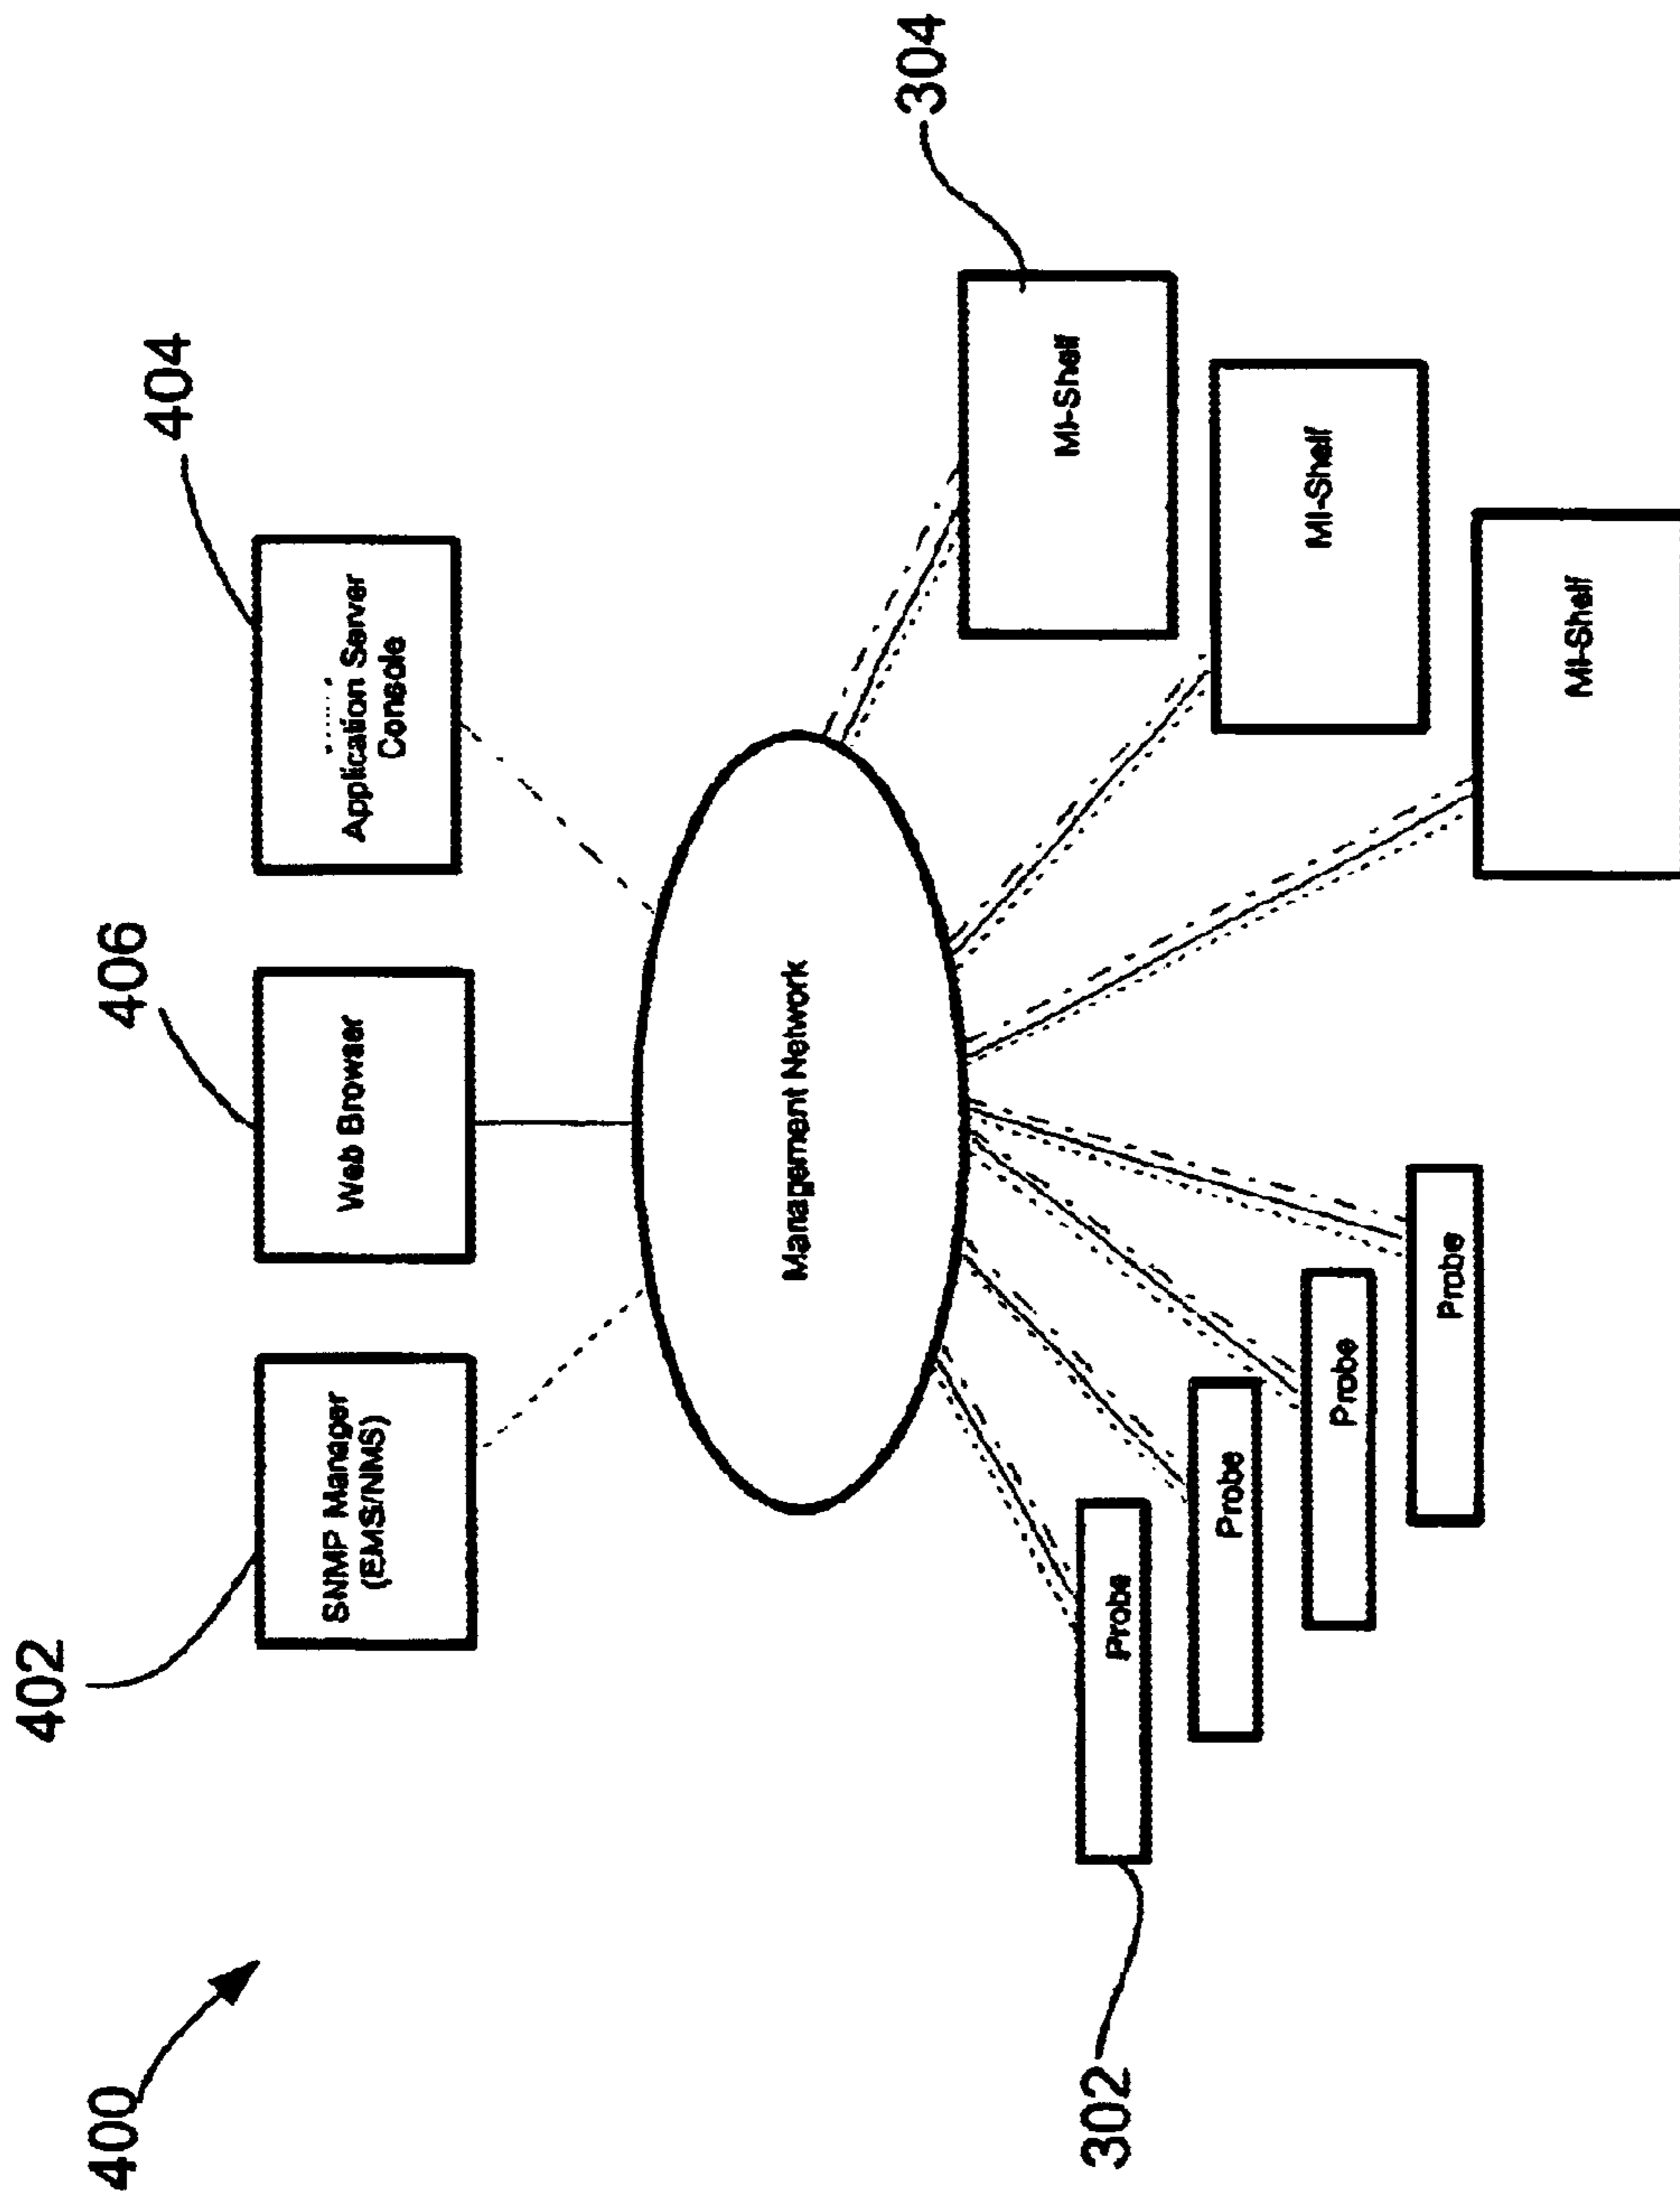 400
402
406
404
SNMP Manager
(EMS/NMS)
Web Browser
Application Server
Console
Management Network
304
MI-Shelf
MI-Shelf
MI-Shelf
302
Probe
Probe
Probe
Probe